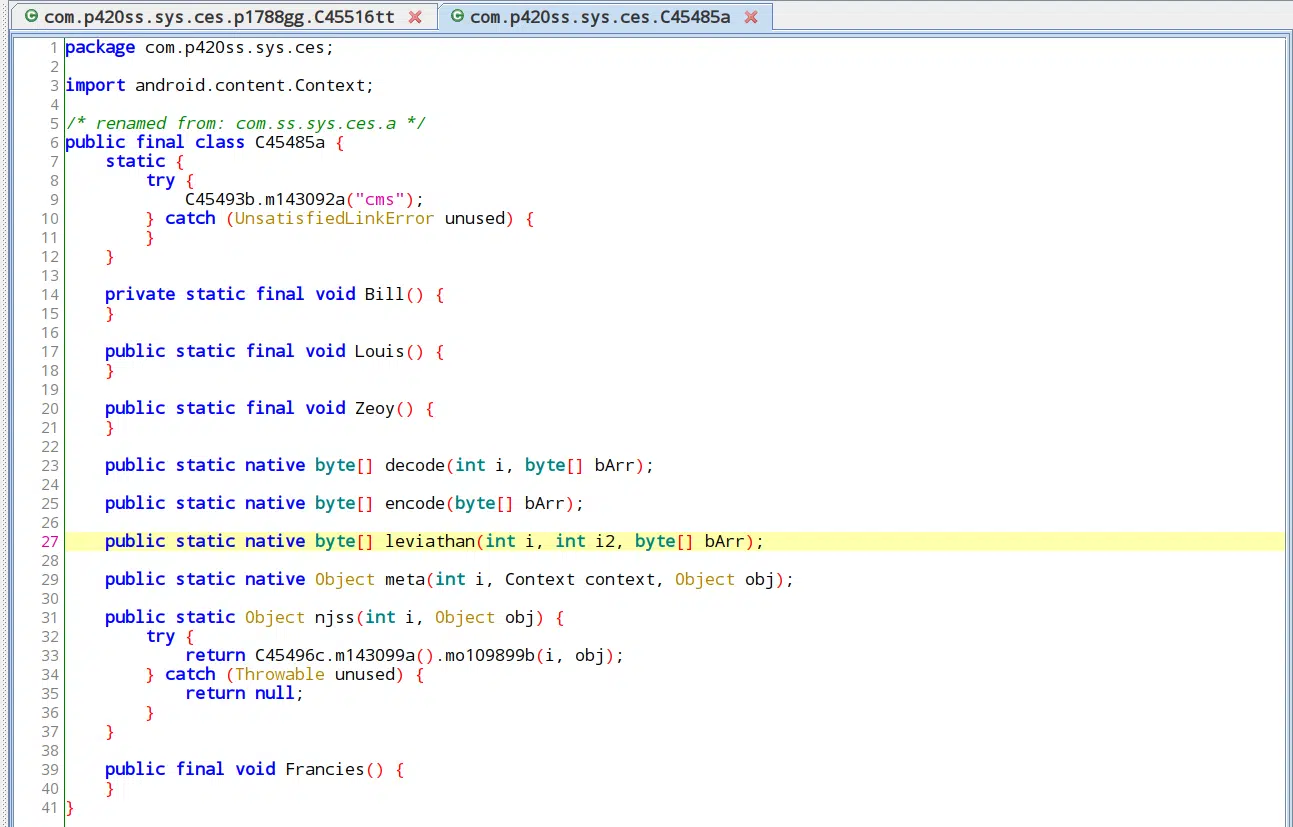 com.p420ss.sys.ces.p1788gg.C45516tt com.p420ss.sys.ces.C45485a
1 package com.p420ss.sys.ces;
2
3 import android.content.Context;
4
5 /* renamed from: com.ss.sys.ces.a */
6 public final class C45485a {
7     static {
8         try {
9             C45493b.m143092a("cms");
10         } catch (UnsatisfiedLinkError unused) {
11         }
12     }
13
14     private static final void Bill() {
15     }
16
17     public static final void Louis() {
18     }
19
20     public static final void Zeoy() {
21     }
22
23     public static native byte[] decode(int i, byte[] bArr);
24
25     public static native byte[] encode(byte[] bArr);
26
27     public static native byte[] leviathan(int i, int i2, byte[] bArr);
28
29     public static native Object meta(int i, Context context, Object obj);
30
31     public static Object njss(int i, Object obj) {
32         try {
33             return C45496c.m143099a().mo109899b(i, obj);
34         } catch (Throwable unused) {
35             return null;
36         }
37     }
38
39     public final void Francies() {
40     }
41 }